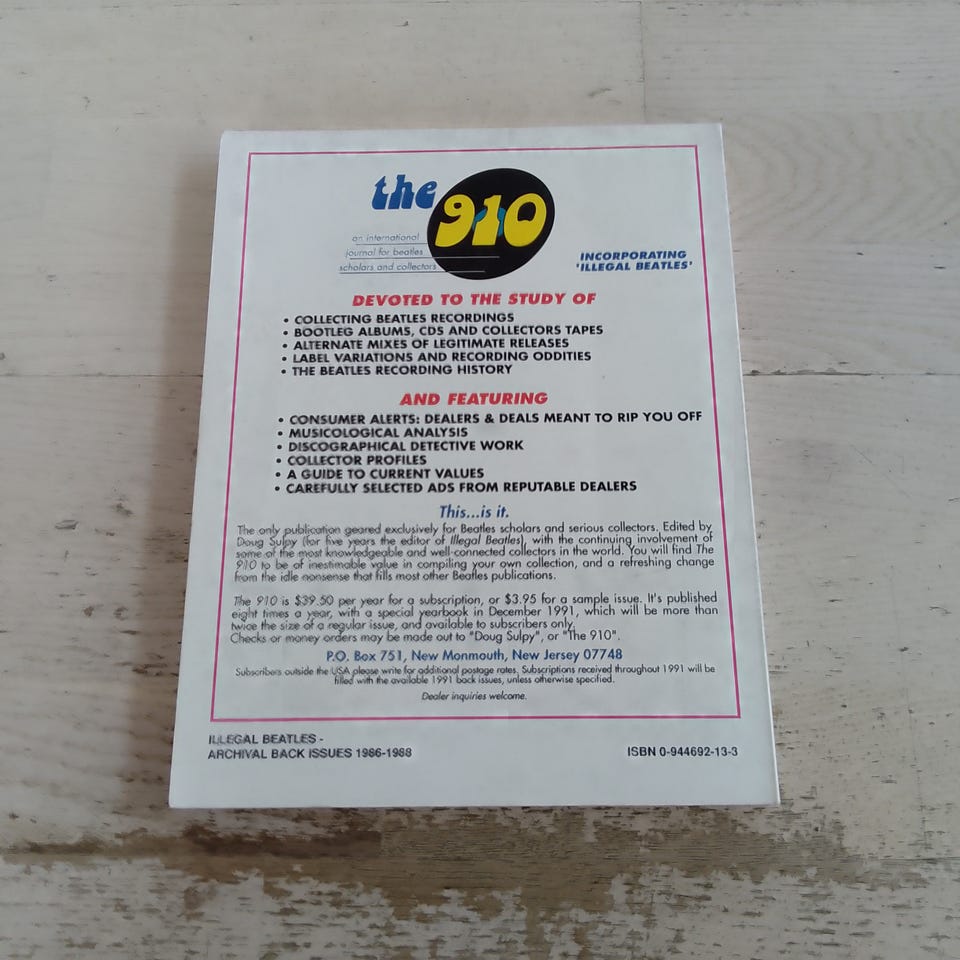 the 910
an international
journal for beatles
scholars and collectors
INCORPORATING
'ILLEGAL BEATLES'
DEVOTED TO THE STUDY OF
• COLLECTING BEATLES RECORDINGS
• BOOTLEG ALBUMS, CDS AND COLLECTORS TAPES
• ALTERNATE MIXES OF LEGITIMATE RELEASES
• LABEL VARIATIONS AND RECORDING ODDITIES
• THE BEATLES RECORDING HISTORY
AND FEATURING
• CONSUMER ALERTS: DEALERS & DEALS MEANT TO RIP YOU OFF
• MUSICOLOGICAL ANALYSIS
• DISCOGRAPHICAL DETECTIVE WORK
• COLLECTOR PROFILES
• A GUIDE TO CURRENT VALUES
• CAREFULLY SELECTED ADS FROM REPUTABLE DEALERS
This...is it.
The only publication geared exclusively for Beatles scholars and serious collectors. Edited by
Doug Sulpy (for five years the editor of Illegal Beatles), with the continuing involvement of
some of the most knowledgeable and well-connected collectors in the world. You will find The
910 to be of inestimable value in compiling your own collection, and a refreshing change
from the idle nonsense that fills most other Beatles publications.
The 910 is $39.50 per year for a subscription, or $3.95 for a sample issue. It's published
eight times a year, with a special yearbook in December 1991, which will be more than
twice the size of a regular issue, and available to subscribers only.
Checks or money orders may be made out to "Doug Sulpy", or "The 910".
P.O. Box 751, New Monmouth, New Jersey 07748
Subscribers outside the USA please write for additional postage rates. Subscriptions received throughout 1991 will be
filled with the available 1991 back issues, unless otherwise specified.
Dealer inquiries welcome.
ILLEGAL BEATLES -
ARCHIVAL BACK ISSUES 1986-1988
ISBN 0-944692-13-3